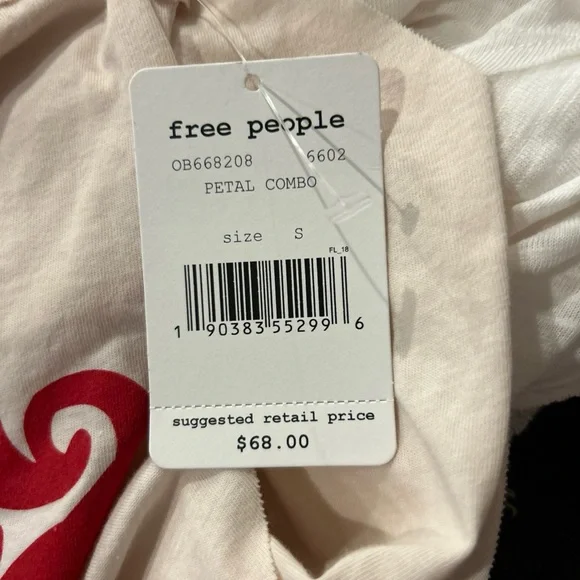 free people
OB668208 6602
PETAL COMBO
size S
FL_18
1 90383 55299 6
suggested retail price
$68.00